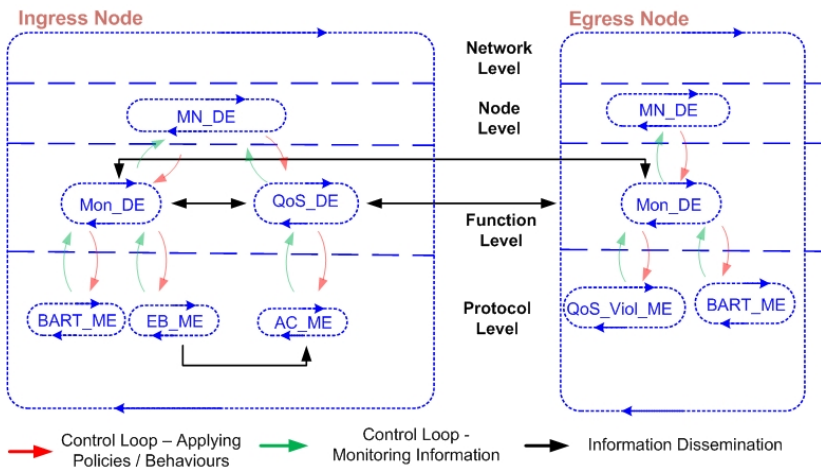 Ingress Node
Egress Node
Network
Level
MN_DE
Node
Level
MN_DE
Mon_DE
QoS_DE
Function
Level
Mon_DE
BART_ME
EB_ME
AC_ME
Protocol
Level
QoS_Viol_ME
BART_ME
Control Loop – Applying
Policies / Behaviours
Control Loop -
Monitoring Information
Information Dissemination